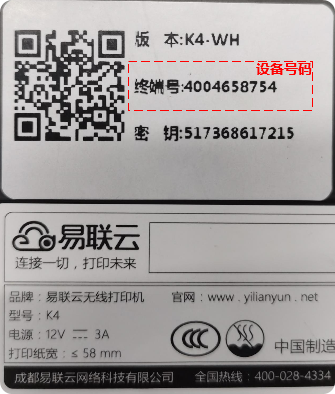 版 本:K4-WH
设备号码
终端号:4004658754
密 钥:517368617215
易联云
连接一切，打印未来
品牌：易联云无线打印机 官网：www . yilianyun . net
型号：K4
电源：12V ⎓ 3A
打印纸宽：≤ 58 mm
CCC
中国制造
成都易联云网络科技有限公司 全国热线：400-028-4334